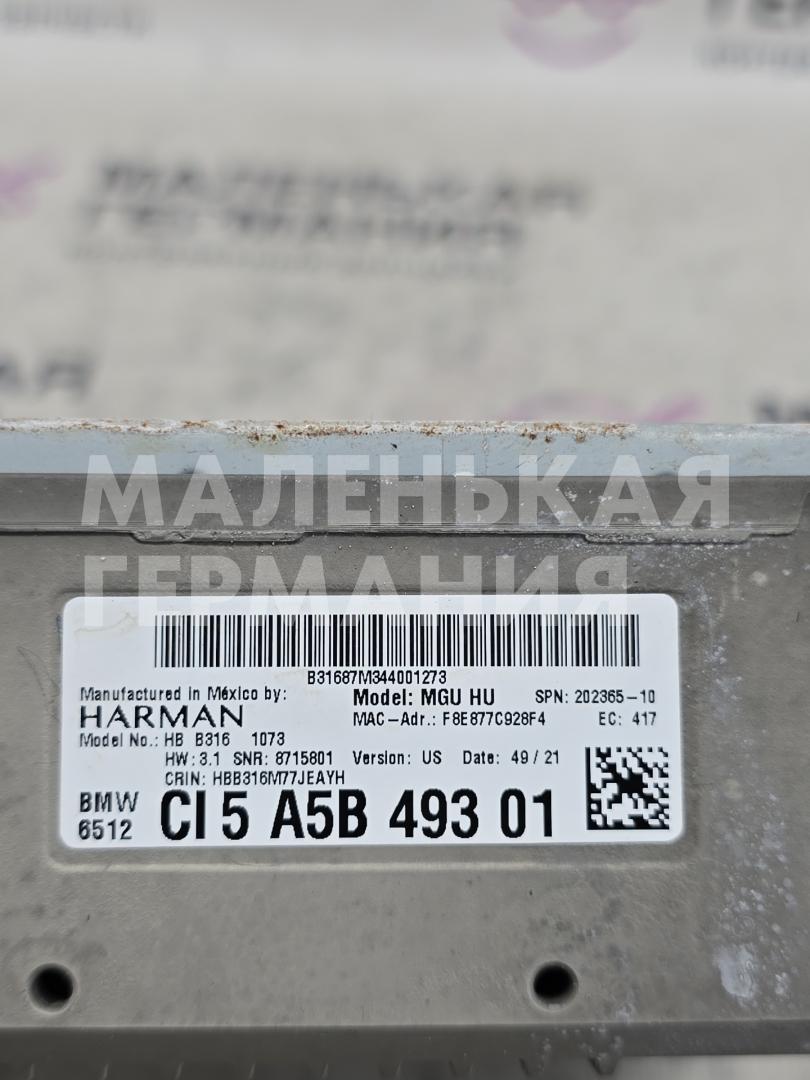 МАЛЕНЬКАЯ
ГЕРМАНИЯ
МАЛЕНЬКАЯ
ГЕРМАНИЯ
B31687M344001273
Manufactured in México by:
HARMAN
Model: MGU HU
SPN: 202365-10
MAC-Adr.: F8E877C928F4
EC: 417
Model No.: HB B316 1073
HW: 3.1 SNR: 8715801 Version: US Date: 49/21
CRIN: HBB316M77JEAYH
BMW
6512
CI 5 A5B 493 01